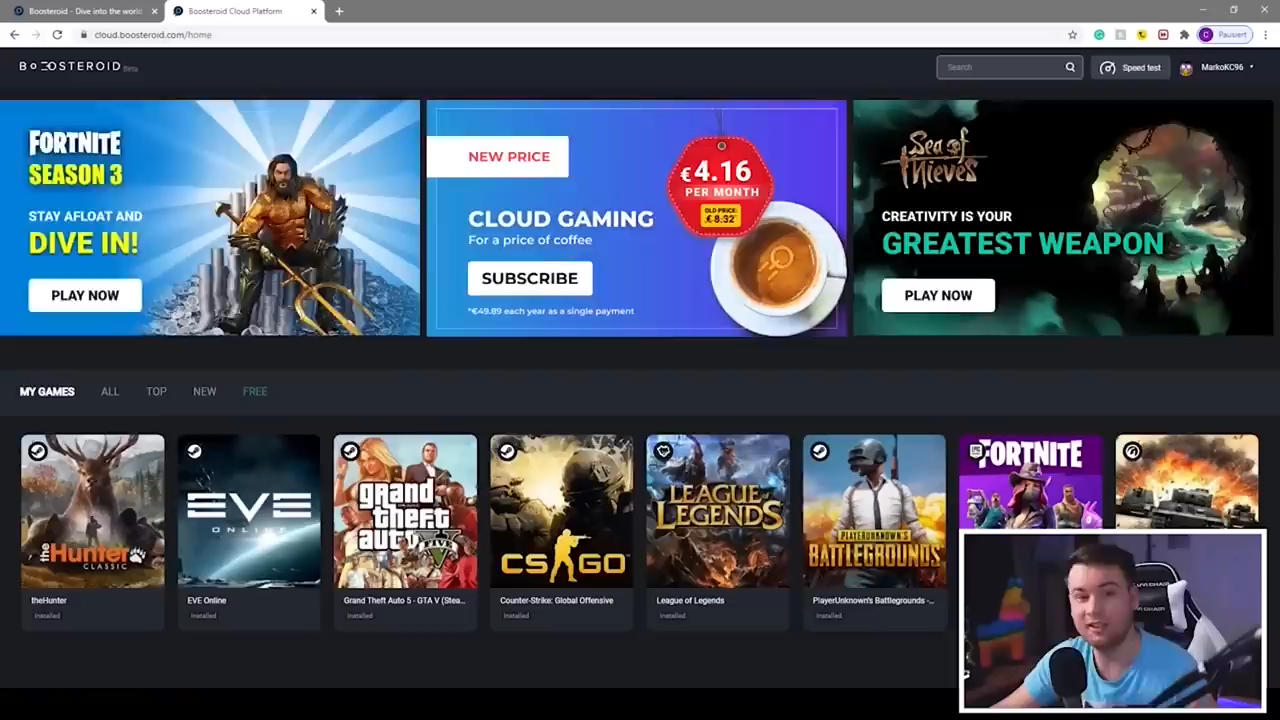 Boosteroid - Dive into the world
Boosteroid Cloud Platform
cloud.boosteroid.com/home
C Pausiert
BOOSTEROID Beta
Search
Speed test
MarkoKC96
FORTNITE
SEASON 3
STAY AFLOAT AND
DIVE IN!
PLAY NOW
NEW PRICE
€4.16
PER MONTH
OLD PRICE:
€ 8.32
CLOUD GAMING
For a price of coffee
SUBSCRIBE
*€49.89 each year as a single payment
Sea of
Thieves
CREATIVITY IS YOUR
GREATEST WEAPON
PLAY NOW
MY GAMES ALL TOP NEW FREE
theHunter
CLASSIC
EVE
ONLINE
grand
theft
auto
FIVE
CS GO
LEAGUE OF
LEGENDS
PLAYERUNKNOWN'S
BATTLEGROUNDS
EPIC
FORTNITE
theHunter
Installed
EVE Online
Installed
Grand Theft Auto 5 - GTA V (Stea...
Installed
Counter-Strike: Global Offensive
Installed
League of Legends
Installed
PlayerUnknown's Battlegrounds -...
Installed